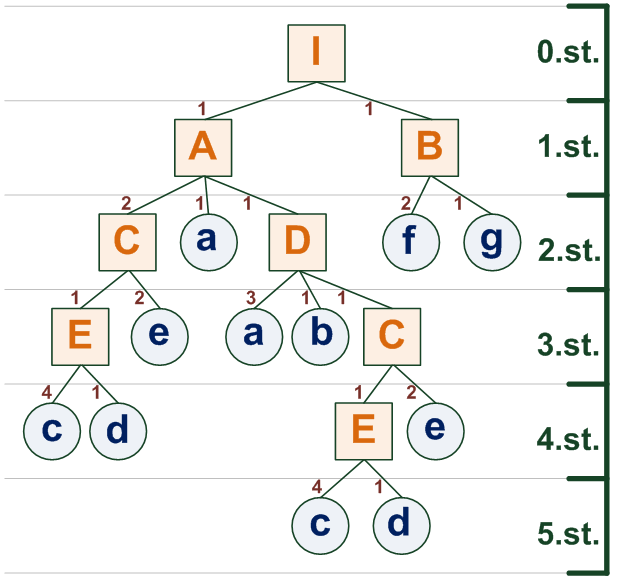 I 0.st.
1 1
A B 1.st.
2 1 1 2 1
C a D f g 2.st.
1 2 3 1 1
E e a b C 3.st.
4 1 1 2
c d E e 4.st.
4 1
c d 5.st.